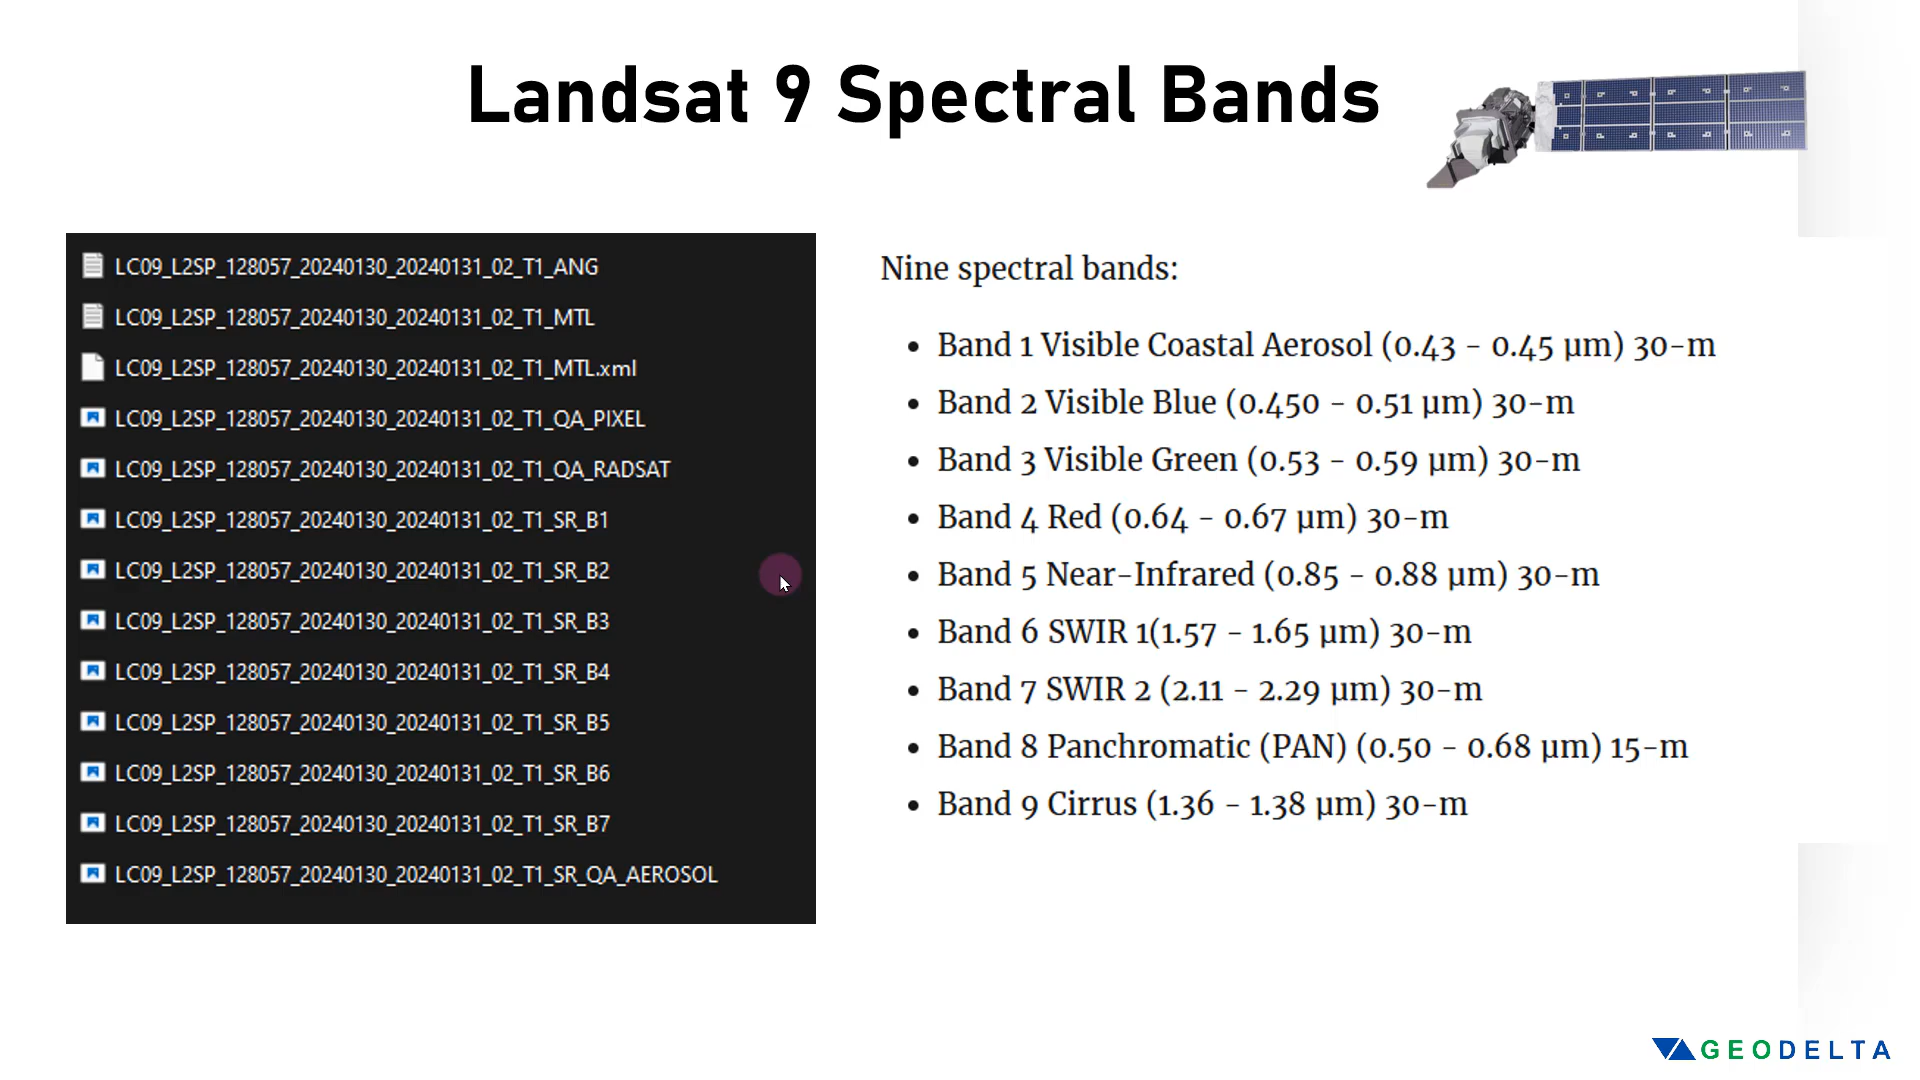 Landsat 9 Spectral Bands
LC09_L2SP_128057_20240130_20240131_02_T1_ANG
LC09_L2SP_128057_20240130_20240131_02_T1_MTL
LC09_L2SP_128057_20240130_20240131_02_T1_MTL.xml
LC09_L2SP_128057_20240130_20240131_02_T1_QA_PIXEL
LC09_L2SP_128057_20240130_20240131_02_T1_QA_RADSAT
LC09_L2SP_128057_20240130_20240131_02_T1_SR_B1
LC09_L2SP_128057_20240130_20240131_02_T1_SR_B2
LC09_L2SP_128057_20240130_20240131_02_T1_SR_B3
LC09_L2SP_128057_20240130_20240131_02_T1_SR_B4
LC09_L2SP_128057_20240130_20240131_02_T1_SR_B5
LC09_L2SP_128057_20240130_20240131_02_T1_SR_B6
LC09_L2SP_128057_20240130_20240131_02_T1_SR_B7
LC09_L2SP_128057_20240130_20240131_02_T1_SR_QA_AEROSOL
Nine spectral bands:
• Band 1 Visible Coastal Aerosol (0.43 - 0.45 µm) 30-m
• Band 2 Visible Blue (0.450 - 0.51 µm) 30-m
• Band 3 Visible Green (0.53 - 0.59 µm) 30-m
• Band 4 Red (0.64 - 0.67 µm) 30-m
• Band 5 Near-Infrared (0.85 - 0.88 µm) 30-m
• Band 6 SWIR 1(1.57 - 1.65 µm) 30-m
• Band 7 SWIR 2 (2.11 - 2.29 µm) 30-m
• Band 8 Panchromatic (PAN) (0.50 - 0.68 µm) 15-m
• Band 9 Cirrus (1.36 - 1.38 µm) 30-m
GEODELTA